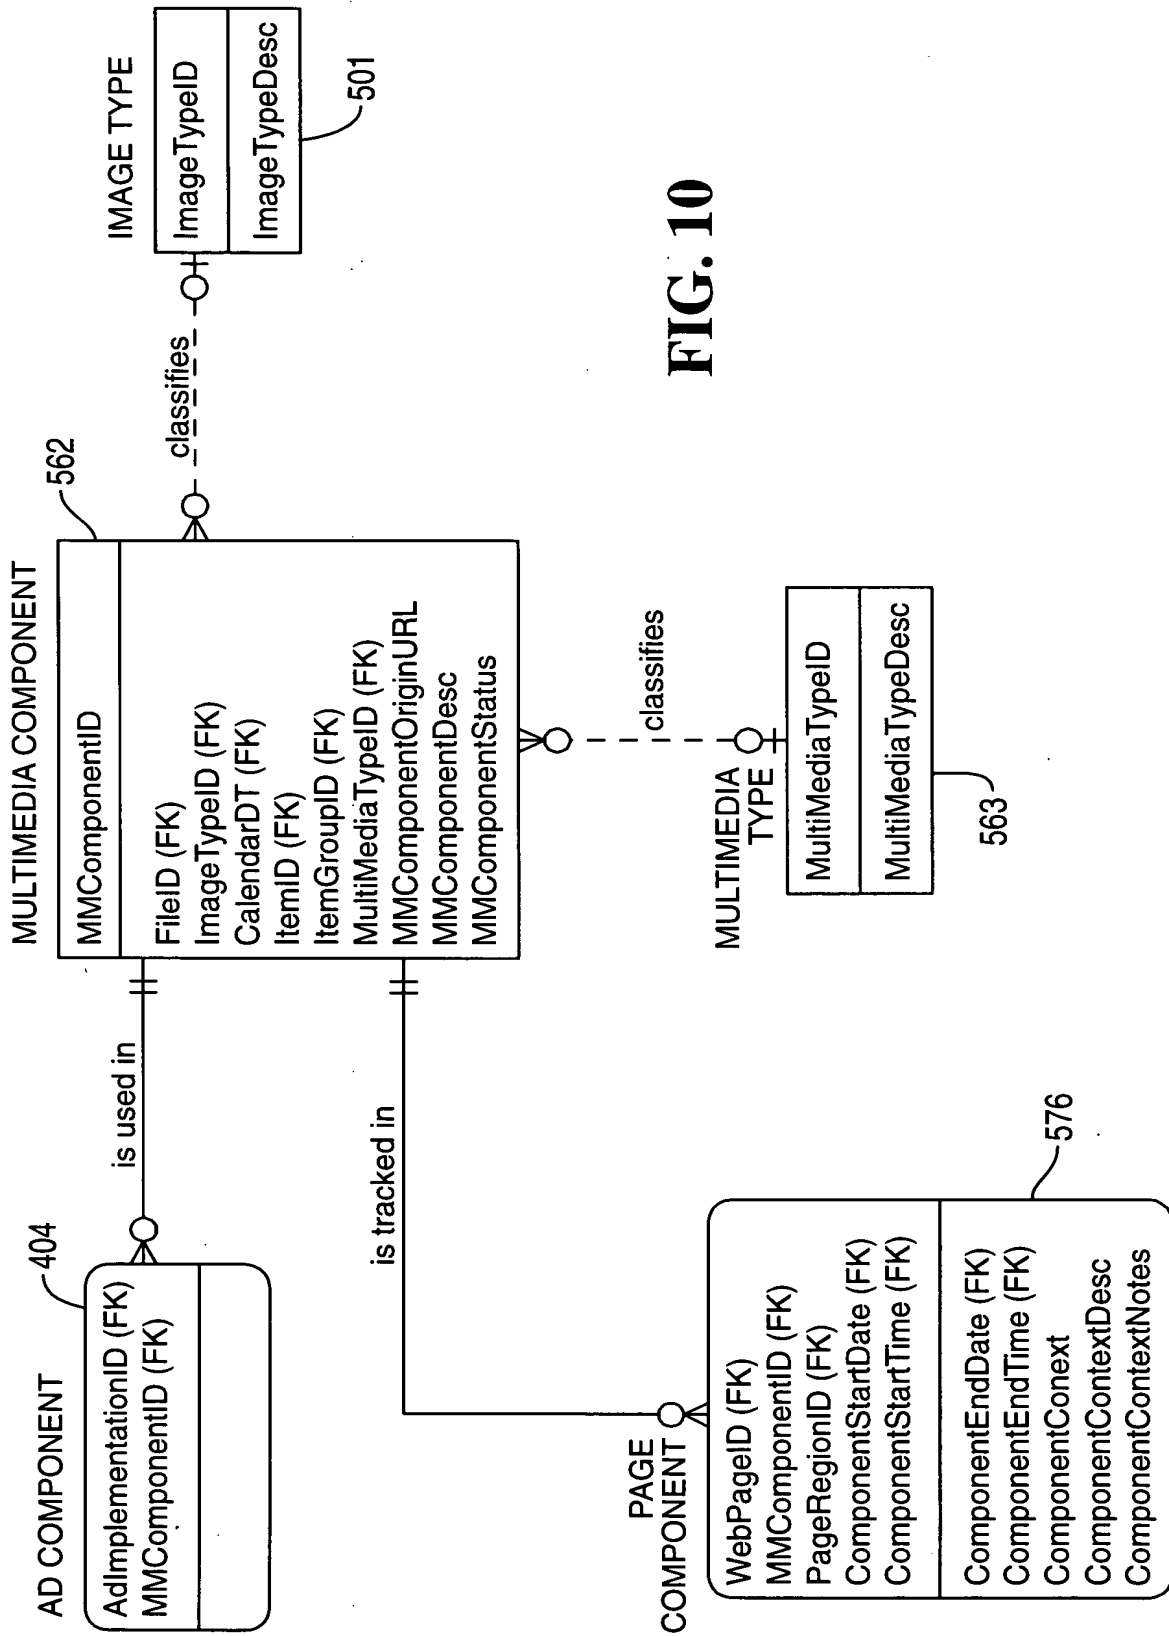 AD COMPONENT
404
AdImplementationID (FK)
MMComponentID (FK)
is used in
MULTIMEDIA COMPONENT
562
MMComponentID
FileID (FK)
ImageTypeID (FK)
CalendarDT (FK)
ItemID (FK)
ItemGroupID (FK)
MultiMediaTypeID (FK)
MMComponentOriginURL
MMComponentDesc
MMComponentStatus
classifies
IMAGE TYPE
ImageTypeID
ImageTypeDesc
501
is tracked in
PAGE
COMPONENT
WebPageID (FK)
MMComponentID (FK)
PageRegionID (FK)
ComponentStartDate (FK)
ComponentStartTime (FK)
ComponentEndDate (FK)
ComponentEndTime (FK)
ComponentConext
ComponentContextDesc
ComponentContextNotes
576
classifies
MULTIMEDIA
TYPE
MultiMediaTypeID
MultiMediaTypeDesc
563
FIG. 10